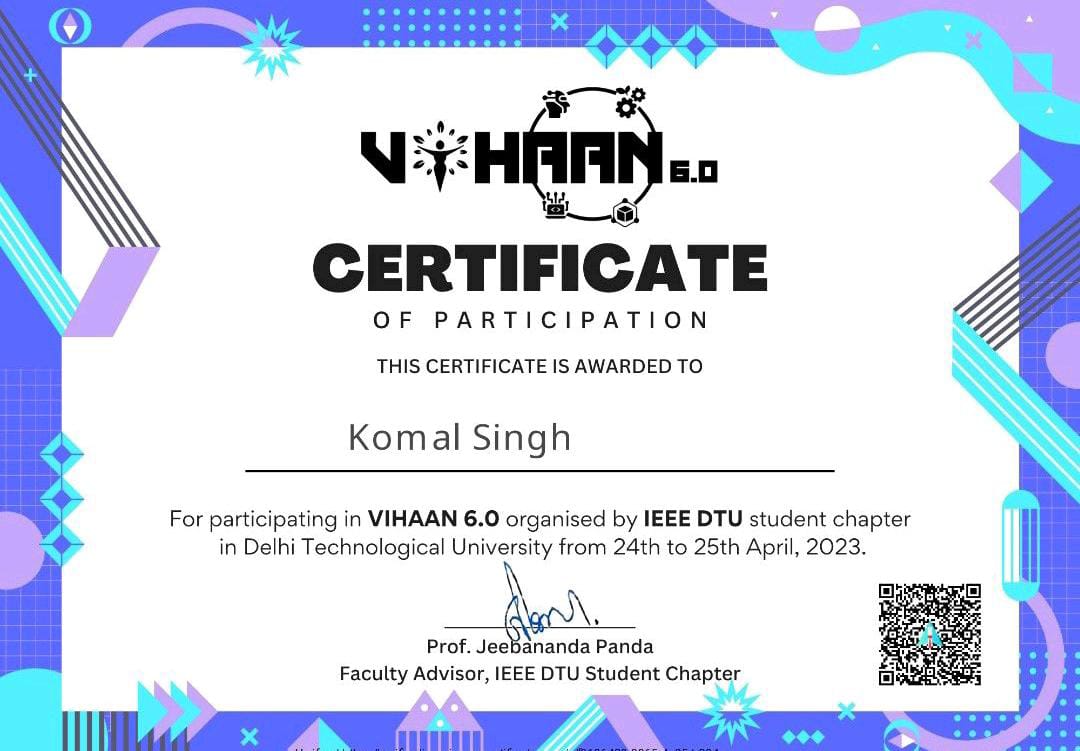 VIHAAN 6.0
CERTIFICATE
OF PARTICIPATION
THIS CERTIFICATE IS AWARDED TO
Komal Singh
For participating in VIHAAN 6.0 organised by IEEE DTU student chapter
in Delhi Technological University from 24th to 25th April, 2023.
Prof. Jeebananda Panda
Faculty Advisor, IEEE DTU Student Chapter